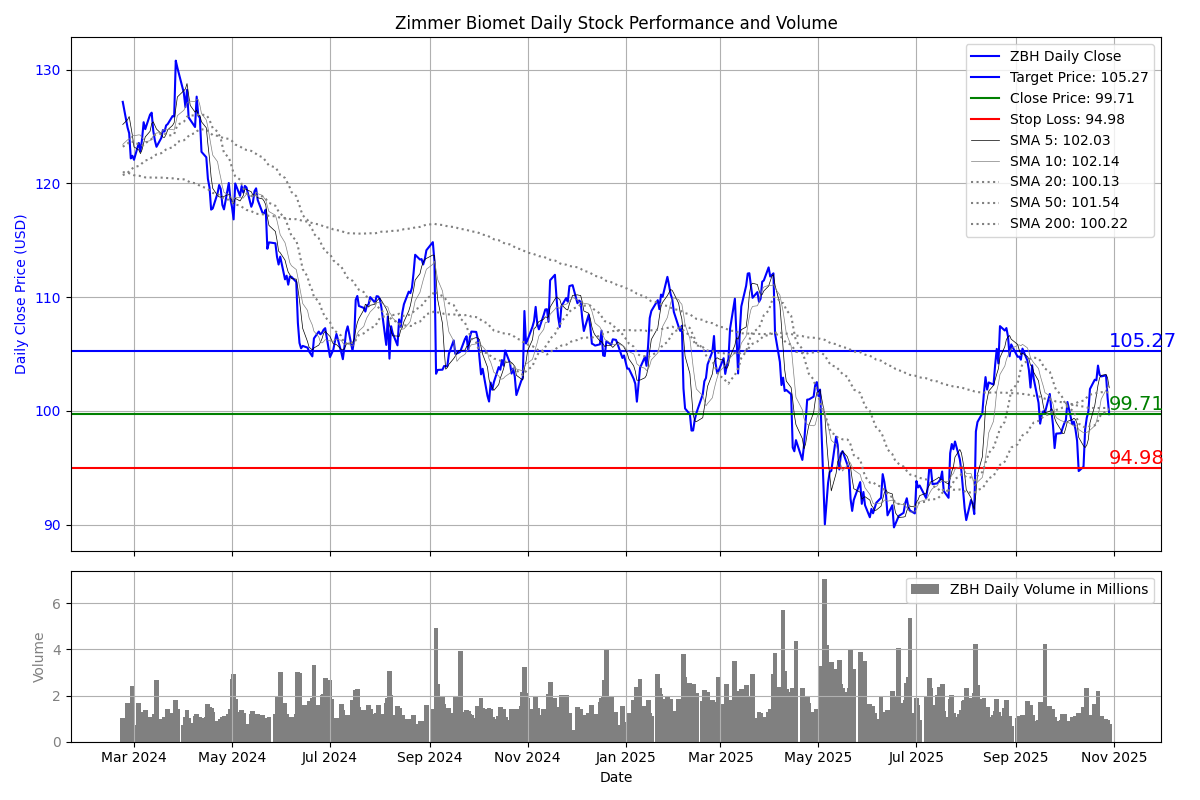 Zimmer Biomet Daily Stock Performance and Volume
Daily Close Price (USD)
130
120
110
100
90
ZBH Daily Close
Target Price: 105.27
Close Price: 99.71
Stop Loss: 94.98
SMA 5: 102.03
SMA 10: 102.14
SMA 20: 100.13
SMA 50: 101.54
SMA 200: 100.22
105.27
99.71
94.98
Volume
6
4
2
0
ZBH Daily Volume in Millions
Mar 2024 May 2024 Jul 2024 Sep 2024 Nov 2024 Jan 2025 Mar 2025 May 2025 Jul 2025 Sep 2025 Nov 2025
Date